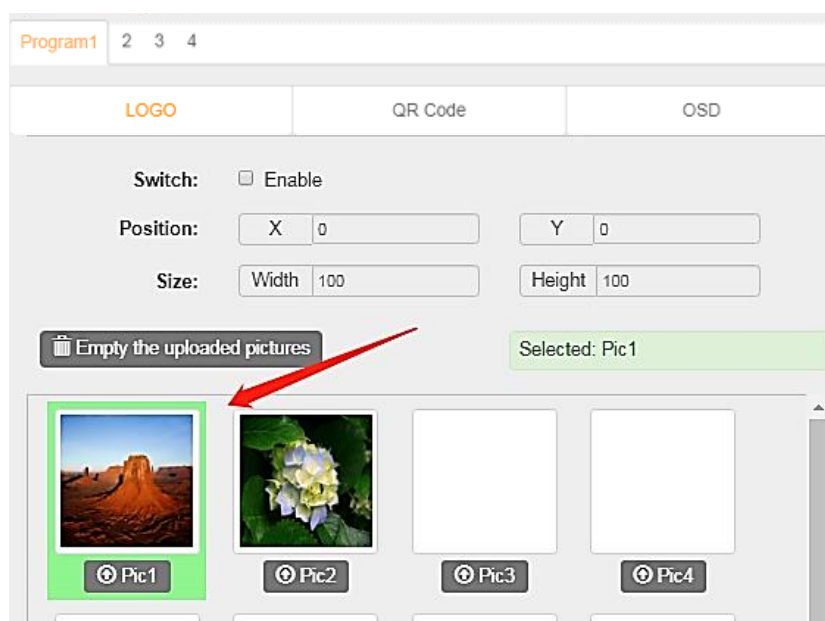 Program1 2 3 4
LOGO QR Code OSD
Switch: Enable
Position: X 0 Y 0
Size: Width 100 Height 100
Empty the uploaded pictures Selected: Pic1
Pic1 Pic2 Pic3 Pic4